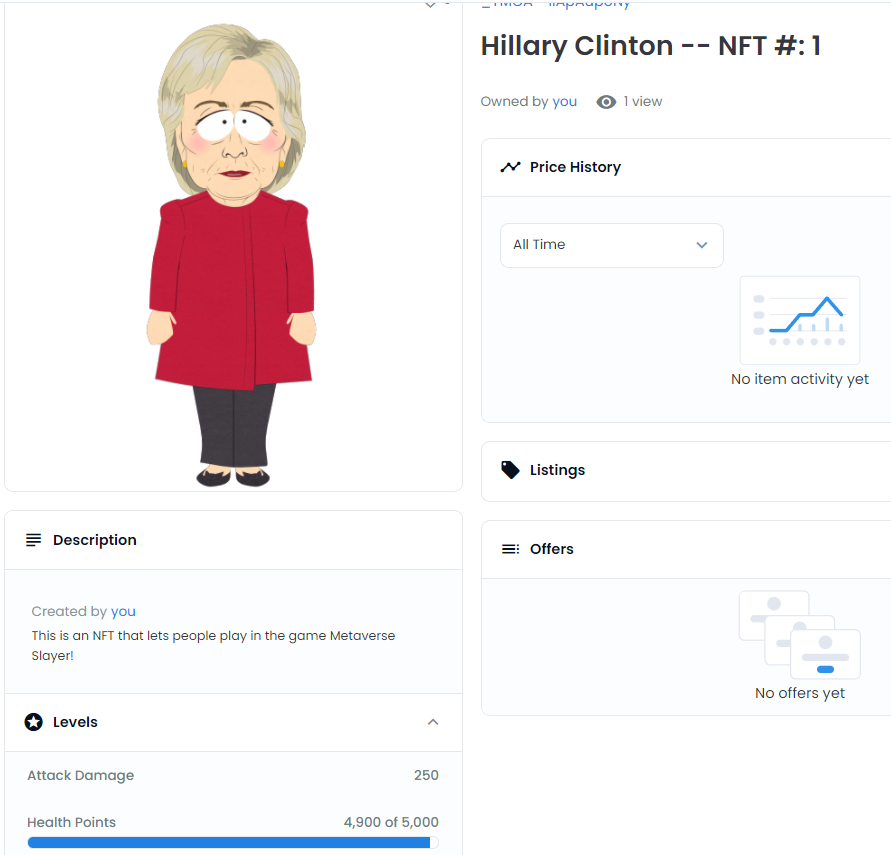 Hillary Clinton -- NFT #: 1
Owned by you 1 view
Price History
All Time
No item activity yet
Listings
Offers
No offers yet
Description
Created by you
This is an NFT that lets people play in the game Metaverse
Slayer!
Levels
Attack Damage 250
Health Points 4,900 of 5,000